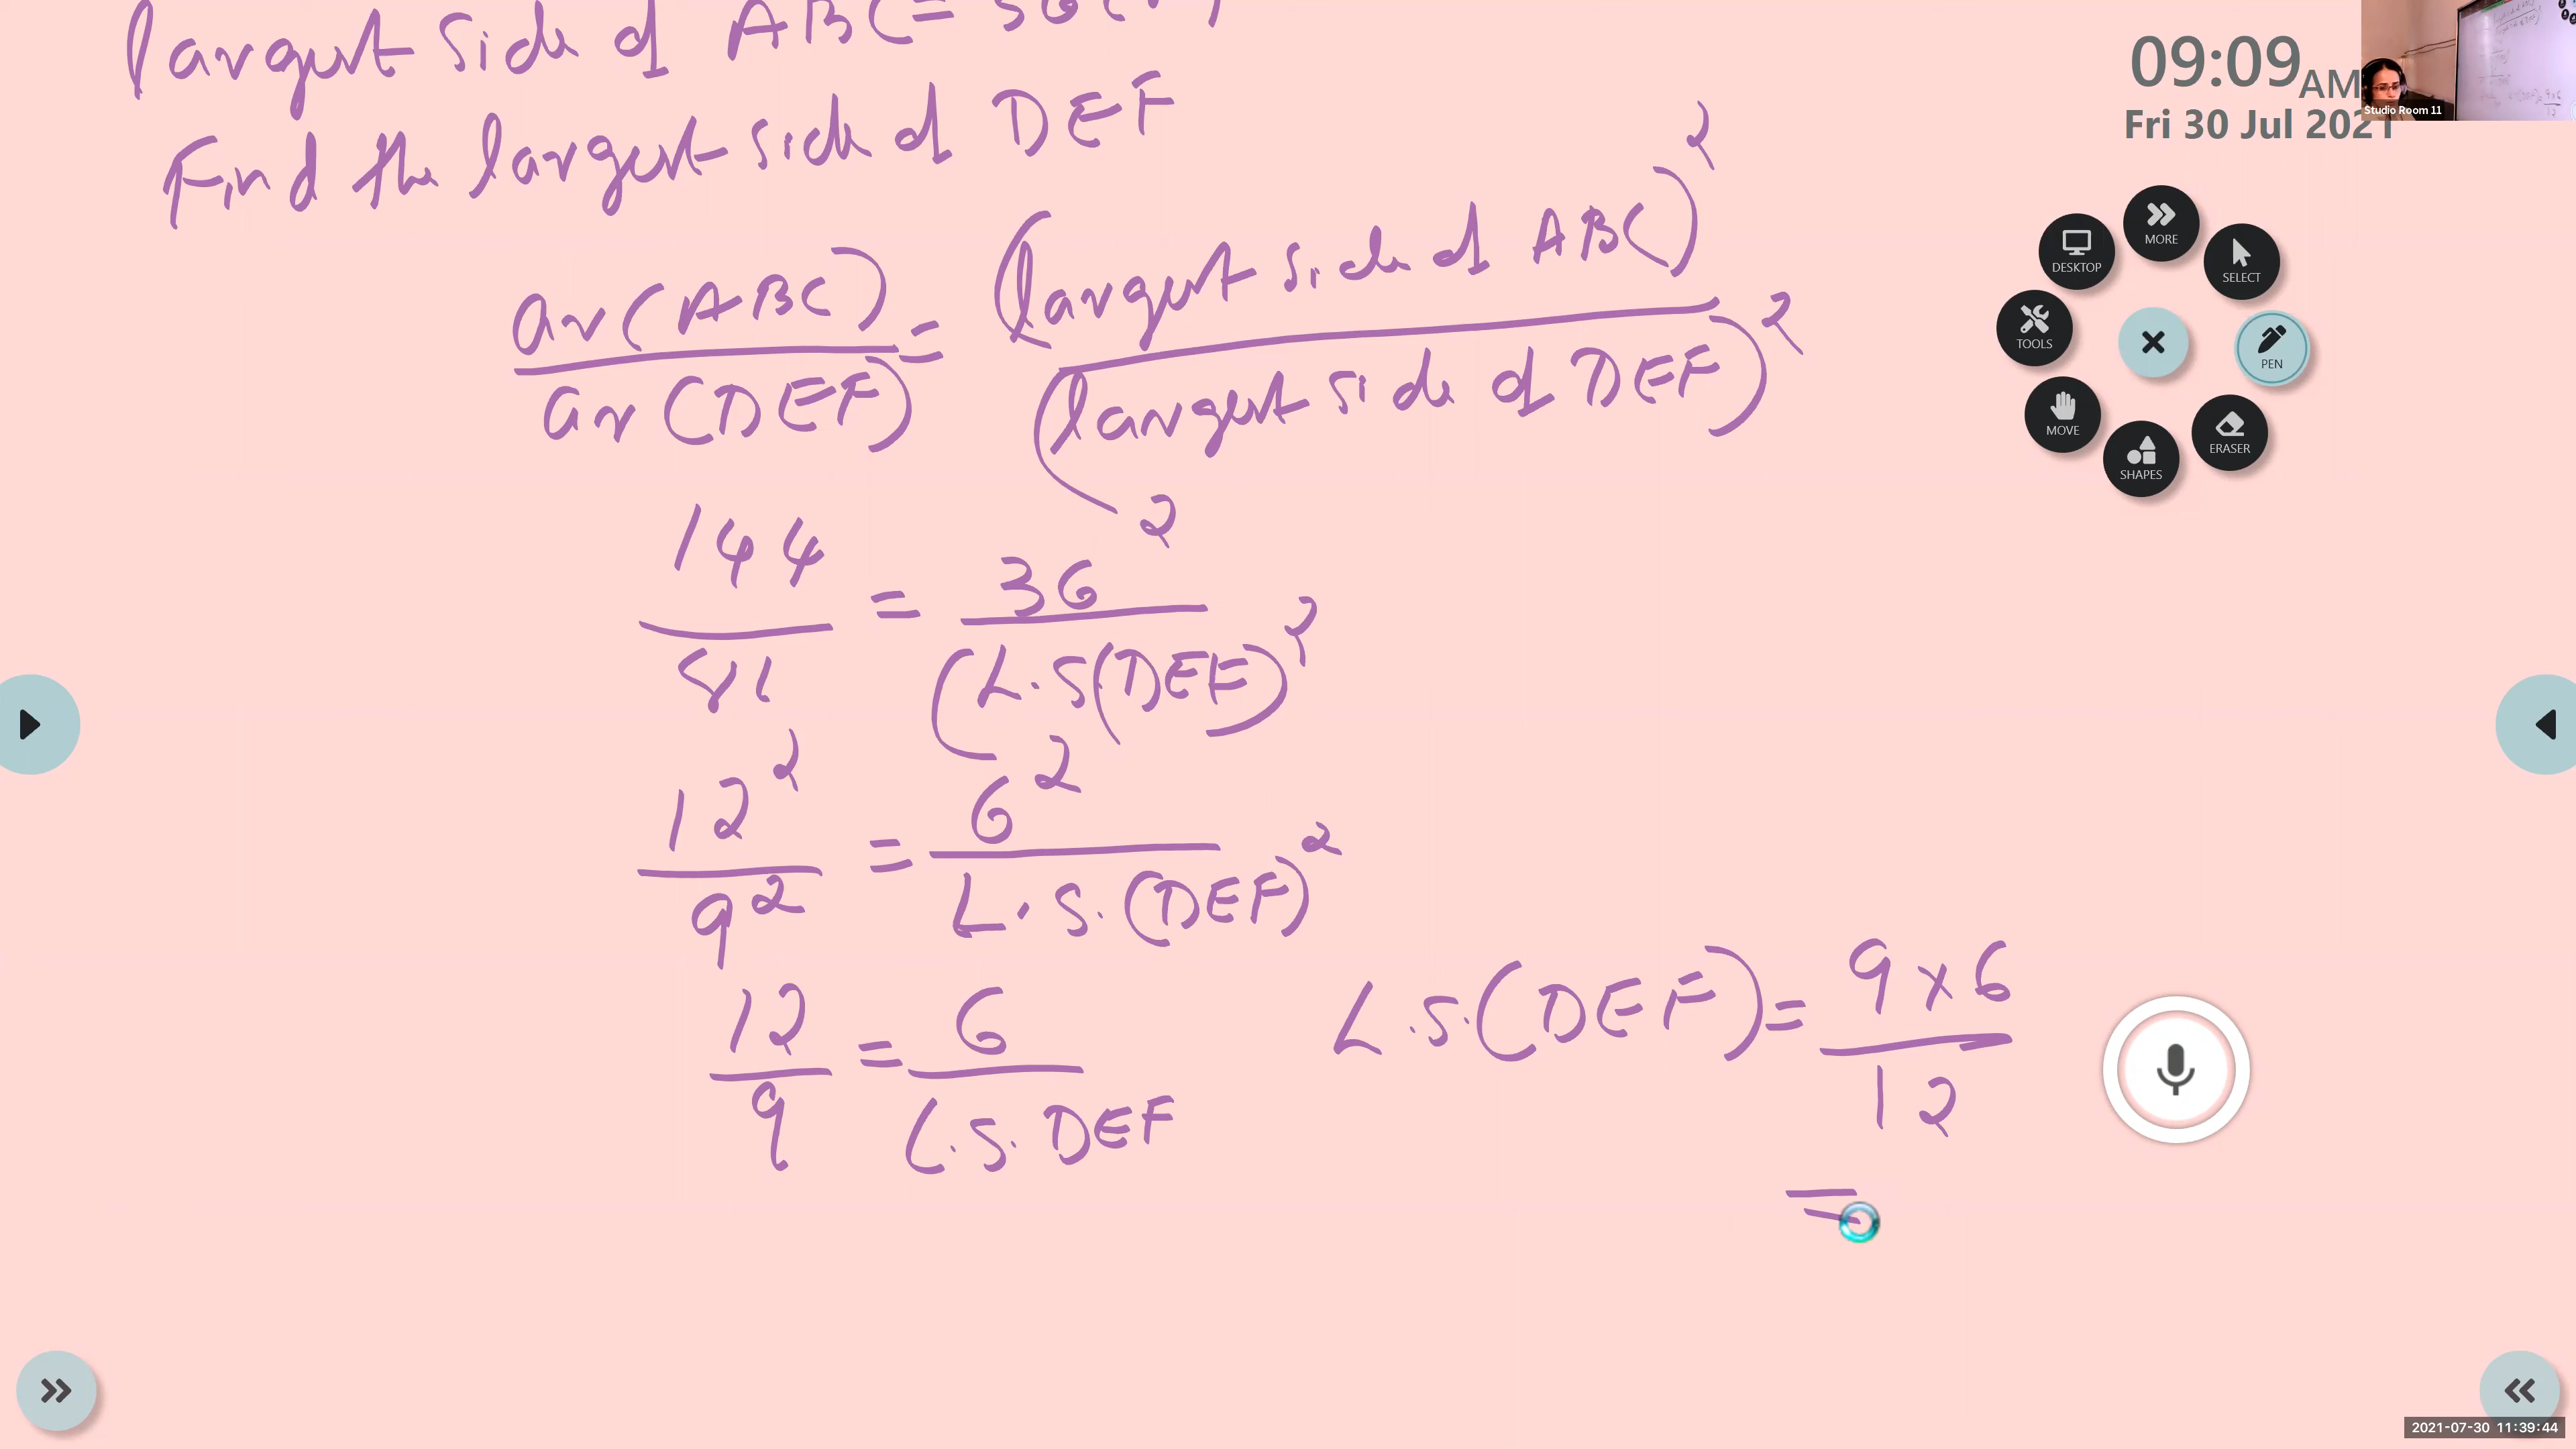 largest side of ABC = 36
Find the largest side of DEF
ar(ABC) / ar(DEF) = (largest side of ABC)² / (largest side of DEF)²
144 / 81 = 36² / (L.S(DEF)²
12² / 9² = 6² / L.S.(DEF)²
12 / 9 = 6 / L.S. DEF
L.S.(DEF) = 9 x 6 / 12
=
09:09 AM
Fri 30 Jul 2021
Studio Room 11
MORE
DESKTOP
SELECT
TOOLS
PEN
MOVE
ERASER
SHAPES
2021-07-30 11:39:44